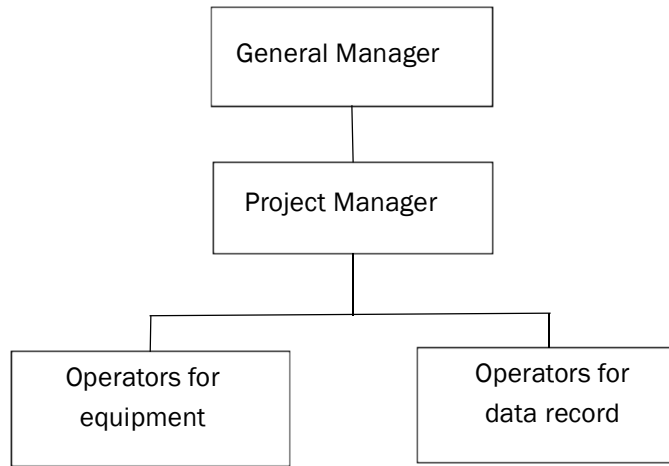 General Manager
Project Manager
Operators for
equipment
Operators for
data record